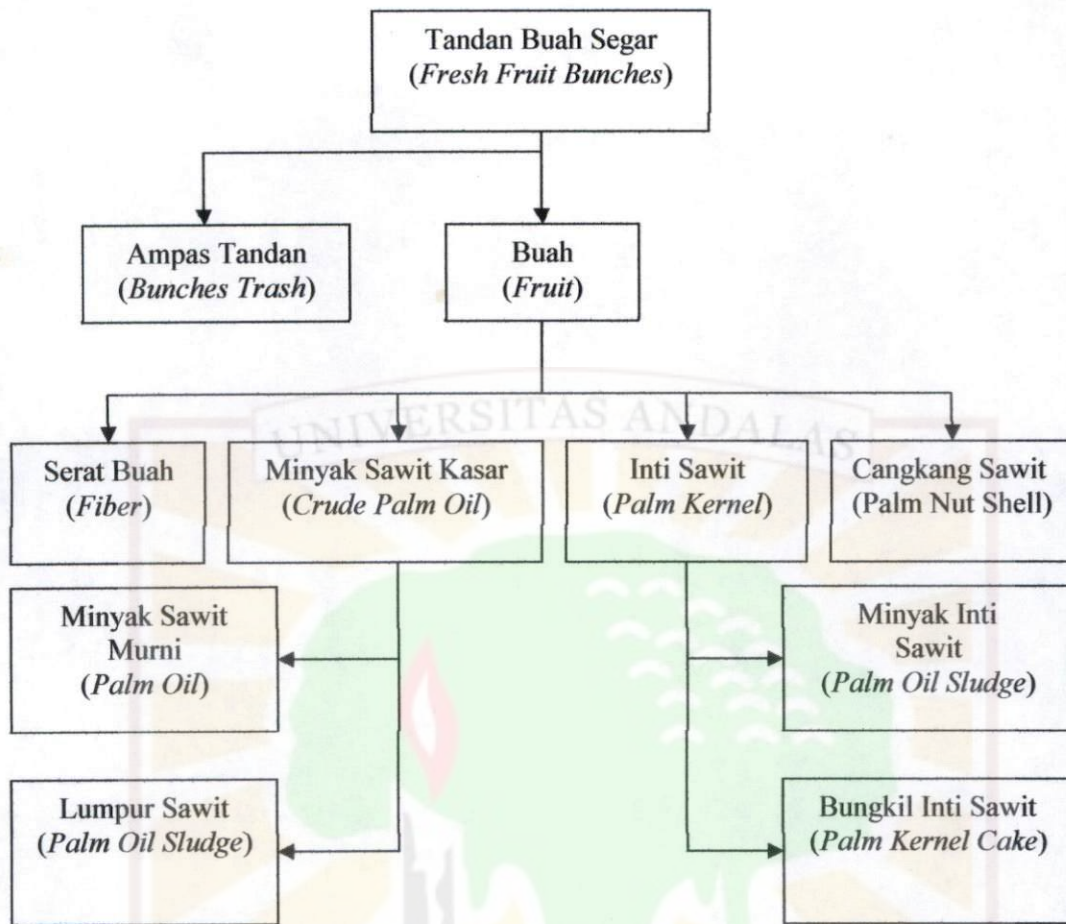 Tandan Buah Segar
(Fresh Fruit Bunches)
Ampas Tandan
(Bunches Trash)
Buah
(Fruit)
UNIVERSITAS ANDALAS
Serat Buah
(Fiber)
Minyak Sawit Kasar
(Crude Palm Oil)
Inti Sawit
(Palm Kernel)
Cangkang Sawit
(Palm Nut Shell)
Minyak Sawit
Murni
(Palm Oil)
Minyak Inti
Sawit
(Palm Oil Sludge)
Lumpur Sawit
(Palm Oil Sludge)
Bungkil Inti Sawit
(Palm Kernel Cake)